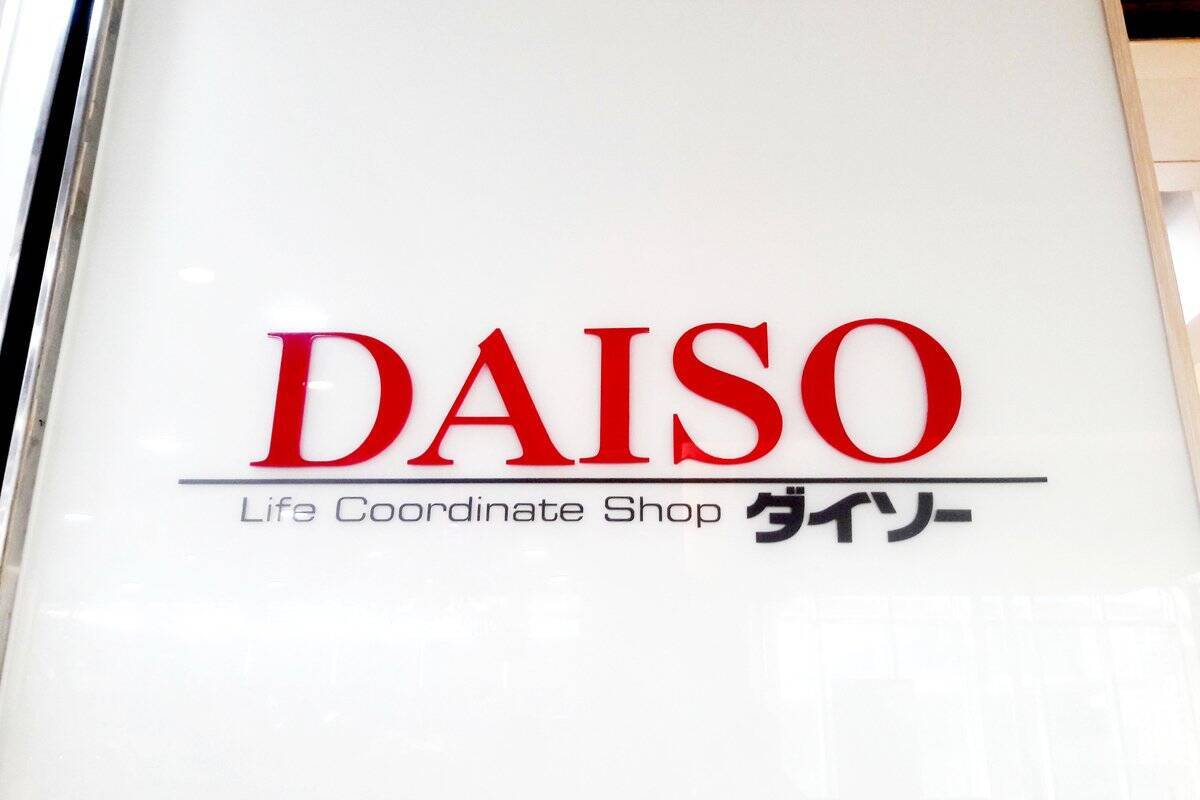 DAISO
Life Coordinate Shop ダイソー